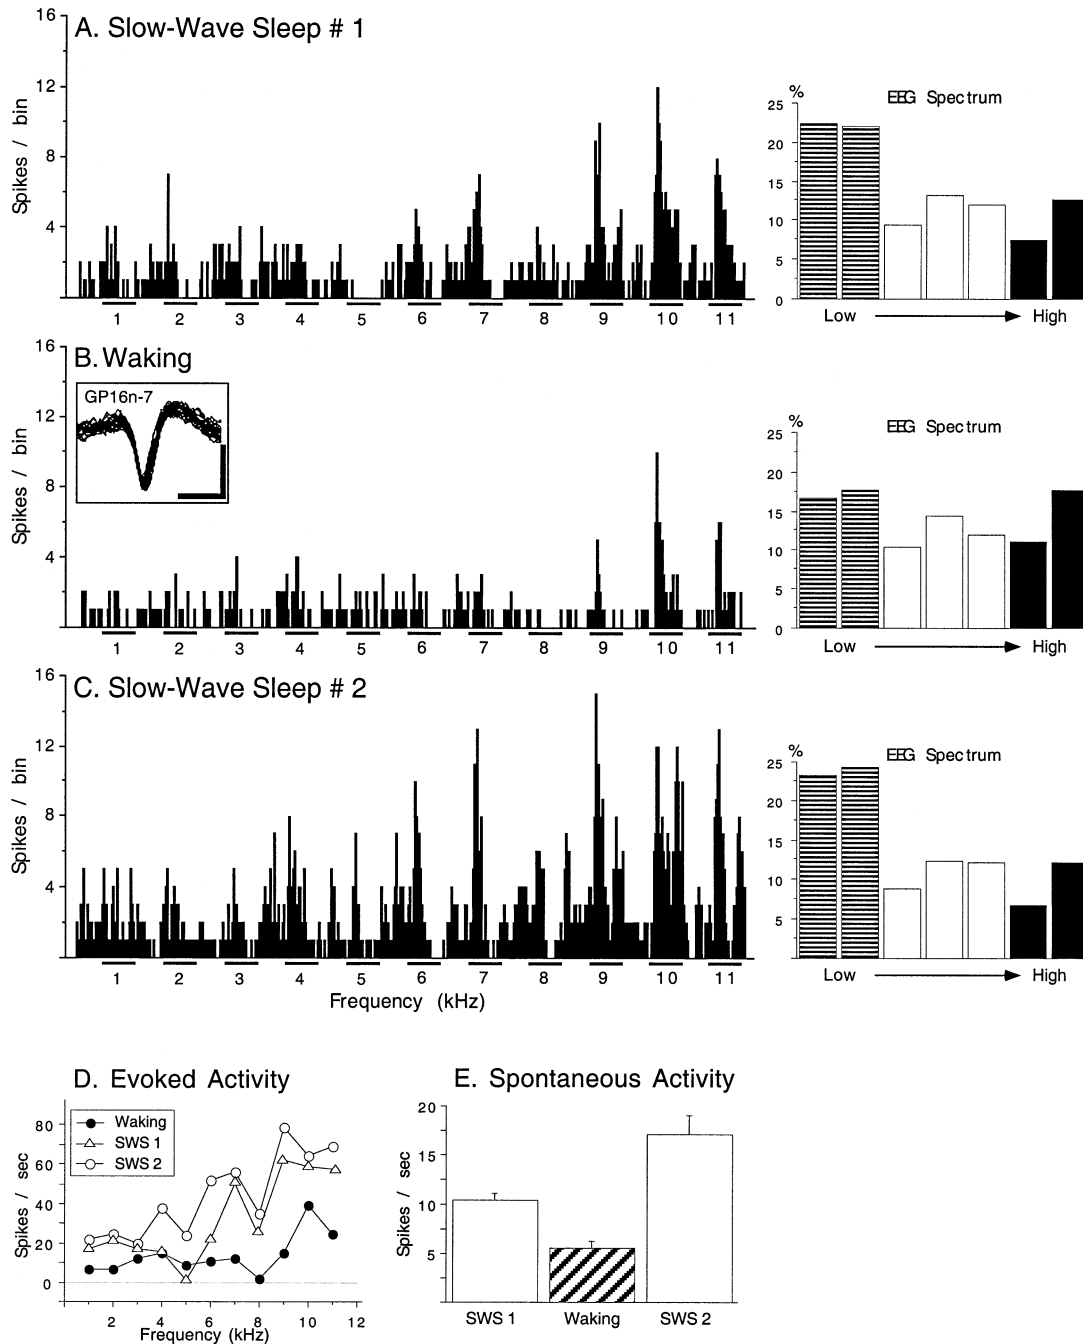 A. Slow-Wave Sleep # 1
16
12
8
4
Spikes / bin
1 2 3 4 5 6 7 8 9 10 11
%
EEG Spectrum
25
20
15
10
5
0
Low High
B. Waking
GP16n-7
16
12
8
4
Spikes / bin
1 2 3 4 5 6 7 8 9 10 11
%
EEG Spectrum
25
20
15
10
5
0
Low High
C. Slow-Wave Sleep # 2
16
12
8
4
Spikes / bin
1 2 3 4 5 6 7 8 9 10 11
Frequency (kHz)
%
EEG Spectrum
25
20
15
10
5
Low High
D. Evoked Activity
Waking
SWS 1
SWS 2
80
60
40
20
0
Spikes / sec
2 4 6 8 10 12
Frequency (kHz)
E. Spontaneous Activity
20
15
10
5
Spikes / sec
SWS 1 Waking SWS 2